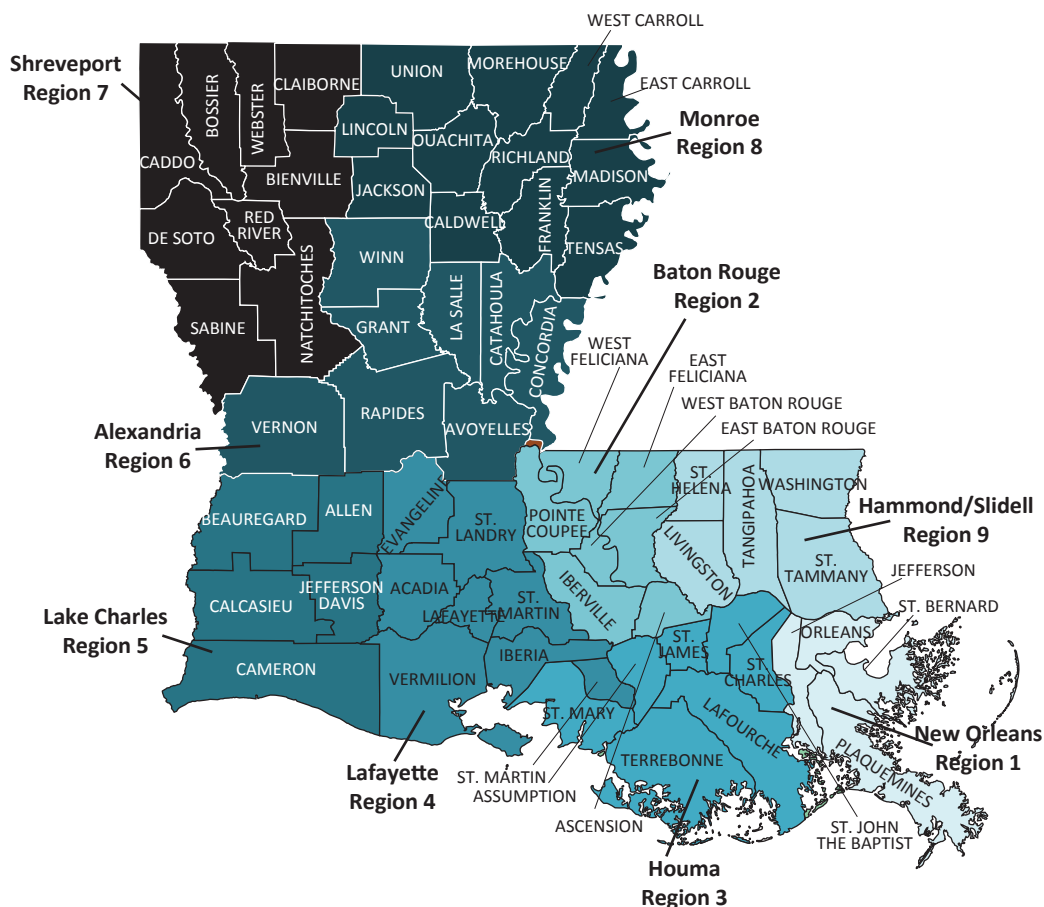 WEST CARROLL
Shreveport
Region 7
CLAIBORNE
UNION
MOREHOUSE
EAST CARROLL
BOSSIER
WEBSTER
LINCOLN
OUACHITA
Monroe
Region 8
RICHLAND
CADDO
BIENVILLE
JACKSON
MADISON
FRANKLIN
DE SOTO
RED
RIVER
CALDWELL
TENSAS
NATCHITOCHES
WINN
LA SALLE
CATAHOULA
CONCORDIA
Baton Rouge
Region 2
SABINE
GRANT
WEST
FELICIANA
EAST
FELICIANA
WEST BATON ROUGE
EAST BATON ROUGE
Alexandria
Region 6
VERNON
RAPIDES
AVOYELLES
BEAUREGARD
ALLEN
EVANGELINE
ST.
LANDRY
POINTE
COUPEE
ST.
HELENA
TANGIPAHOA
WASHINGTON
Hammond/Slidell
Region 9
LIVINGSTON
ST.
TAMMANY
JEFFERSON
Lake Charles
Region 5
CALCASIEU
JEFFERSON
DAVIS
ACADIA
LAFAYETTE
ST.
MARTIN
IBERVILLE
ST. BERNARD
ORLEANS
CAMERON
VERMILION
IBERIA
ST.
JAMES
ST.
CHARLES
ST. MARY
LAFOURCHE
New Orleans
Region 1
PLAQUEMINES
TERREBONNE
Lafayette
Region 4
ST. MARTIN
ASSUMPTION
ASCENSION
ST. JOHN
THE BAPTIST
Houma
Region 3